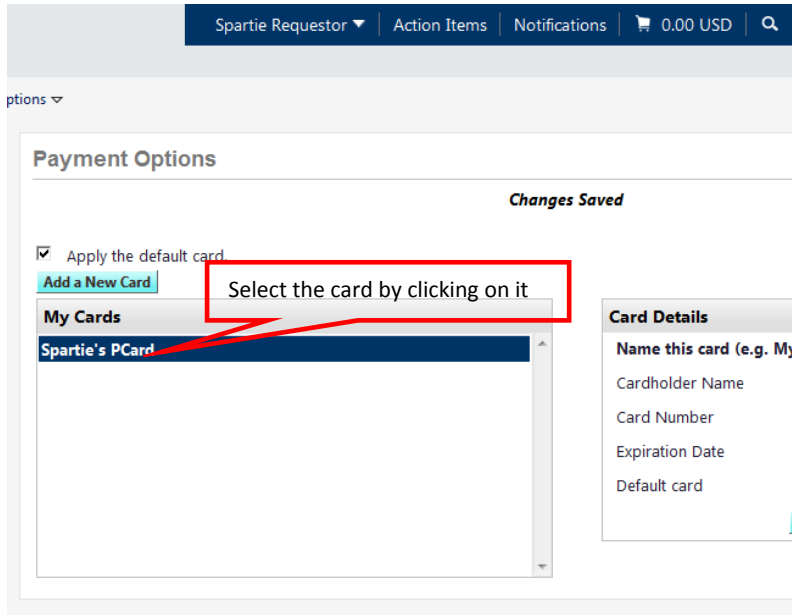 Spartie Requestor Action Items Notifications 0.00 USD
ptions
Payment Options
Changes Saved
Apply the default card.
Add a New Card
Select the card by clicking on it
My Cards
Card Details
Spartie's PCard
Name this card (e.g. My
Cardholder Name
Card Number
Expiration Date
Default card